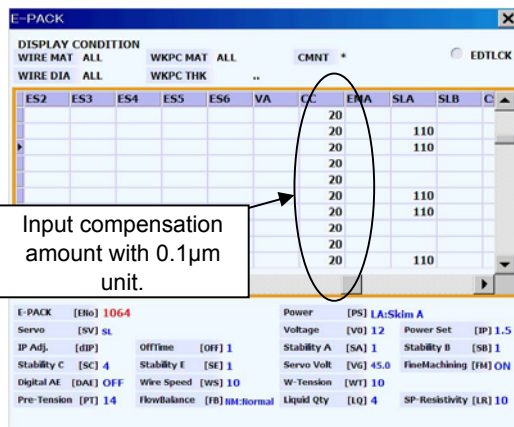 E-PACK
DISPLAY CONDITION
WIRE MAT ALL WKPC MAT ALL CMNT * EDTLCK
WIRE DIA ALL WKPC THK ..
ES2 ES3 ES4 ES5 ES6 VA CC EMA SLA SLB
20
20 110
20 110
20
20
20 110
20 110
20
20
20 110
Input compensation
amount with 0.1µm
unit.
E-PACK [ENo] 1064 Power [PS] LA:Skim A
Servo [SV] SL Voltage [V0] 12 Power Set [IP] 1.5
IP Adj. [dIP] OffTime [OFF] 1 Stability A [SA] 1 Stability B [SB] 1
Stability C [SC] 4 Stability E [SE] 1 Servo Volt [VG] 45.0 FineMachining [FM] ON
Digital AE [DAE] OFF Wire Speed [WS] 10 W-Tension [WT] 10
Pre-Tension [PT] 14 FlowBalance [FB] NM:Normal Liquid Qty [LQ] 4 SP-Resistivity [LR] 10